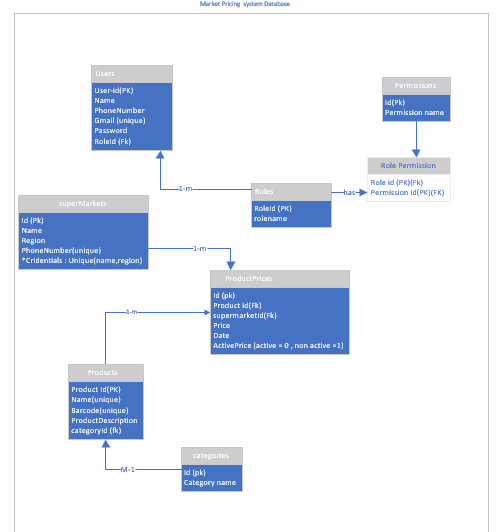 Market Pricing system Database
Users
User-id(PK)
Name
PhoneNumber
Gmail (unique)
Password
RoleId (Fk)
Permissions
Id(Pk)
Permission name
Role Permission
Role Id (PK)(Fk)
Permission id(PK)(FK)
1-m
Roles
RoleId (PK)
rolename
has
superMarkets
Id (Pk)
Name
Region
PhoneNumber(unique)
*Cridentials : Unique(name,region)
1-m
ProductPrices
Id (pk)
Product id(Fk)
supermarketId(Fk)
Price
Date
ActivePrice (active = 0 , non active =1)
1-m
Products
Product Id(PK)
Name(unique)
Barcode(unique)
ProductDescription
categoryId (fk)
M-1
categories
Id (pk)
Category name